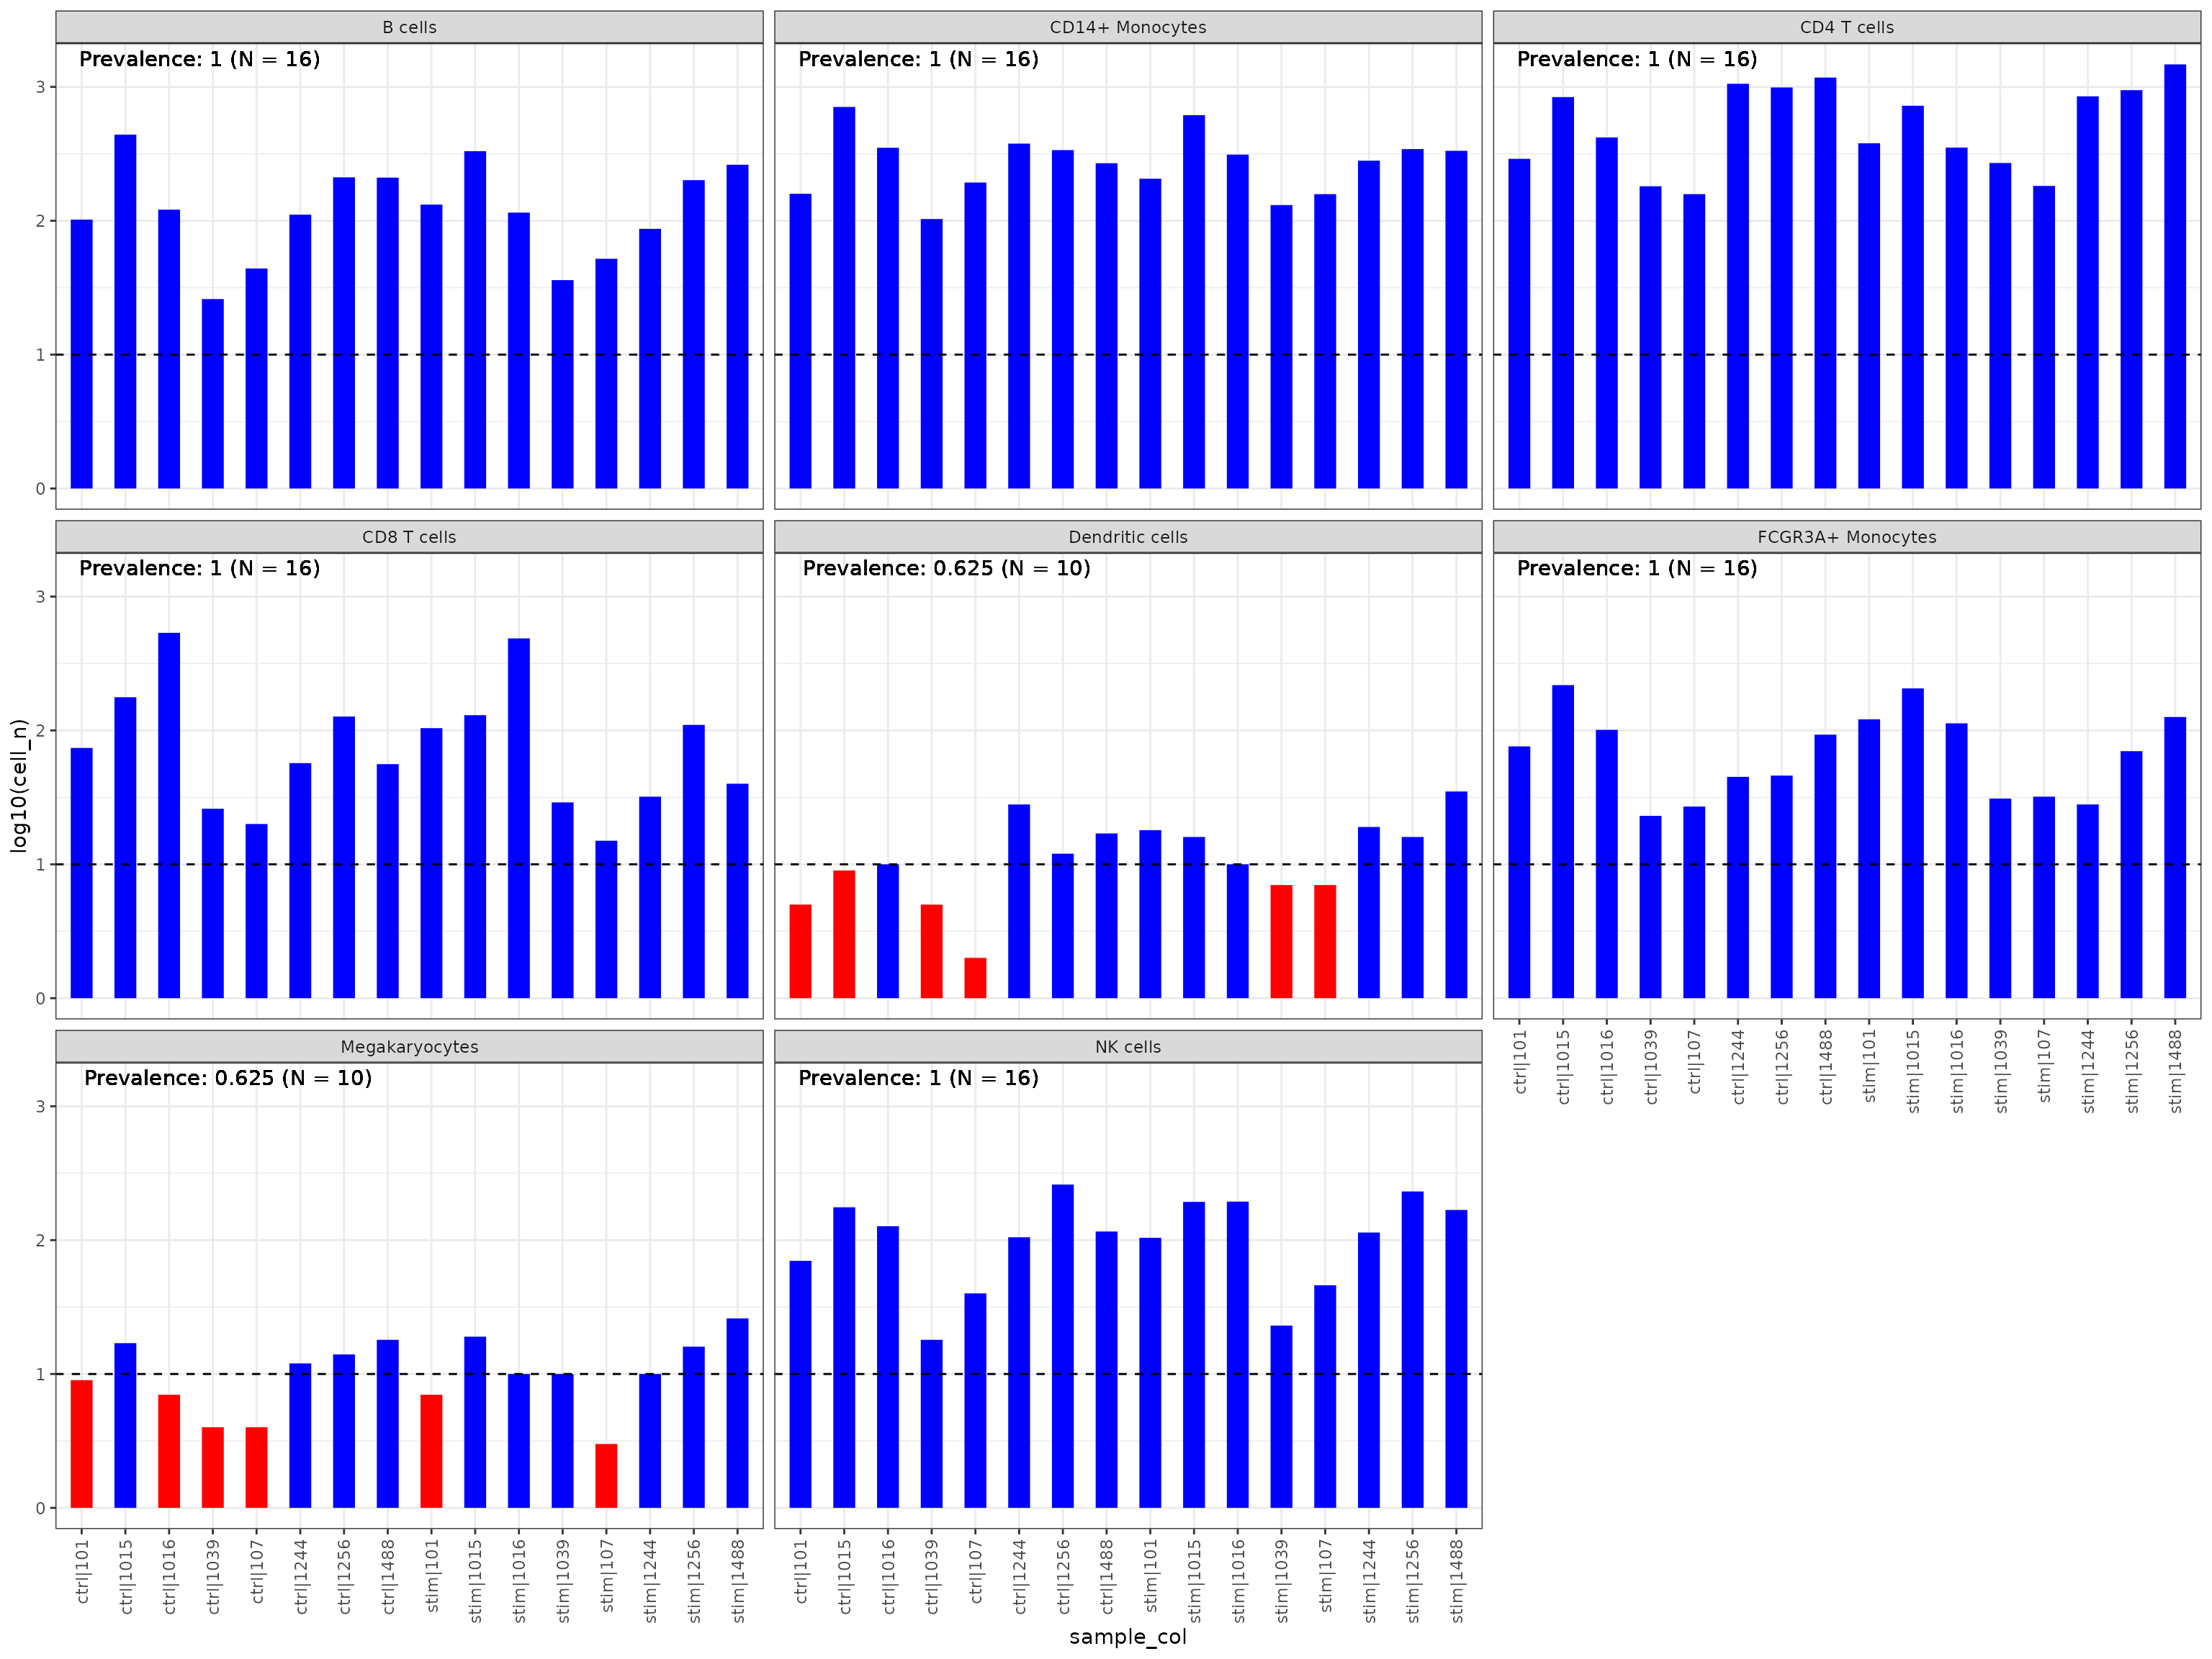 B cells
CD14+ Monocytes
CD4 T cells
Prevalence: 1 (N = 16)
Prevalence: 1 (N = 16)
Prevalence: 1 (N = 16)
3
2
1
0
CD8 T cells
Dendritic cells
FCGR3A+ Monocytes
Prevalence: 1 (N = 16)
Prevalence: 0.625 (N = 10)
Prevalence: 1 (N = 16)
3
2
1
0
log10(cell_n)
ctrl|101
ctrl|1015
ctrl|1016
ctrl|1039
ctrl|107
ctrl|1244
ctrl|1256
ctrl|1488
stim|101
stim|1015
stim|1016
stim|1039
stim|107
stim|1244
stim|1256
stim|1488
Megakaryocytes
NK cells
Prevalence: 0.625 (N = 10)
Prevalence: 1 (N = 16)
3
2
1
0
ctrl|101
ctrl|1015
ctrl|1016
ctrl|1039
ctrl|107
ctrl|1244
ctrl|1256
ctrl|1488
stim|101
stim|1015
stim|1016
stim|1039
stim|107
stim|1244
stim|1256
stim|1488
ctrl|101
ctrl|1015
ctrl|1016
ctrl|1039
ctrl|107
ctrl|1244
ctrl|1256
ctrl|1488
stim|101
stim|1015
stim|1016
stim|1039
stim|107
stim|1244
stim|1256
stim|1488
sample_col